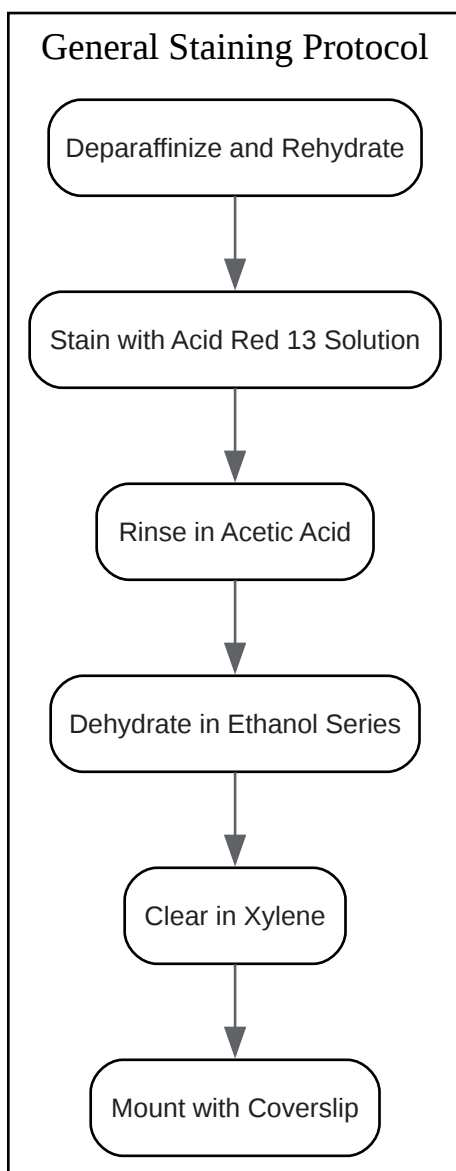 General Staining Protocol
Deparaffinize and Rehydrate
Stain with Acid Red 13 Solution
Rinse in Acetic Acid
Dehydrate in Ethanol Series
Clear in Xylene
Mount with Coverslip